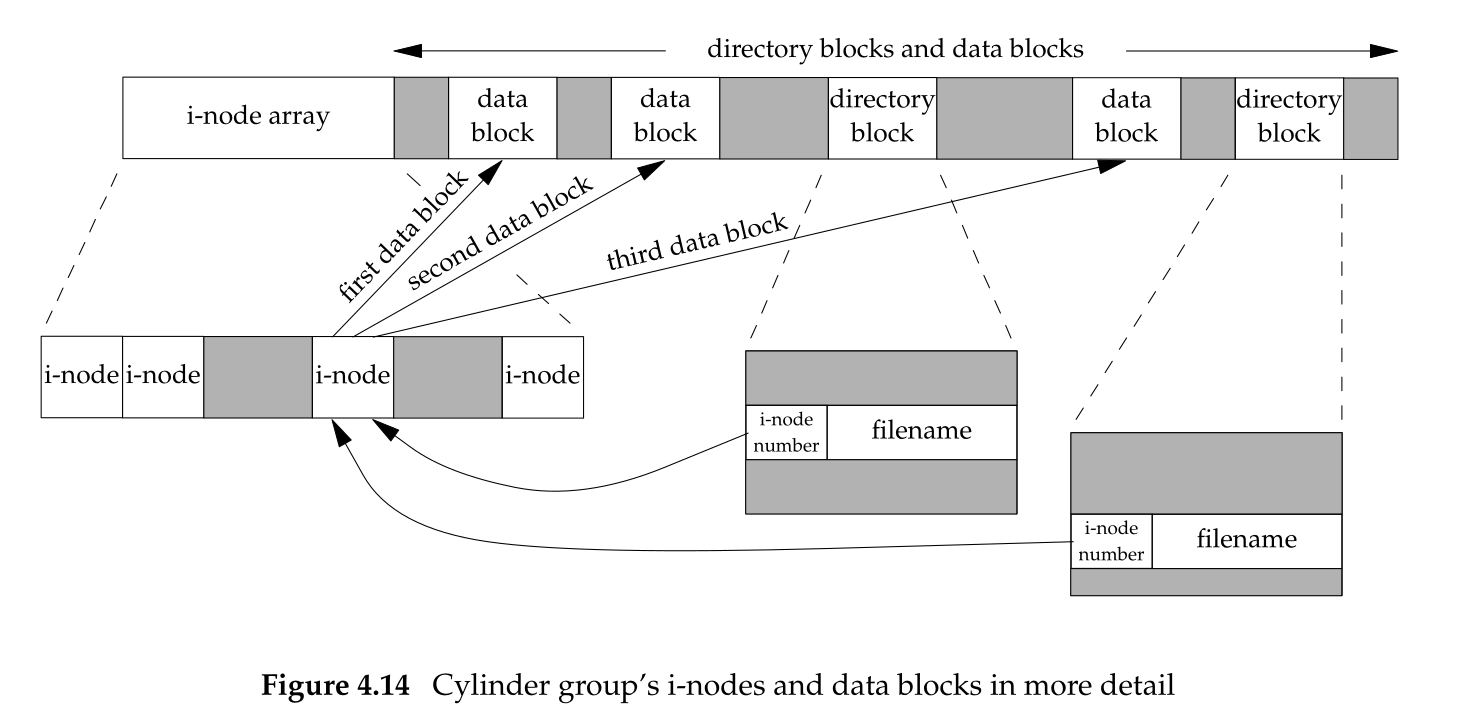 directory blocks and data blocks
i-node array
data
block
data
block
directory
block
data
block
directory
block
first data block
second data block
third data block
i-node
i-node
i-node
i-node
i-node
number
filename
i-node
number
filename
Figure 4.14 Cylinder group’s i-nodes and data blocks in more detail